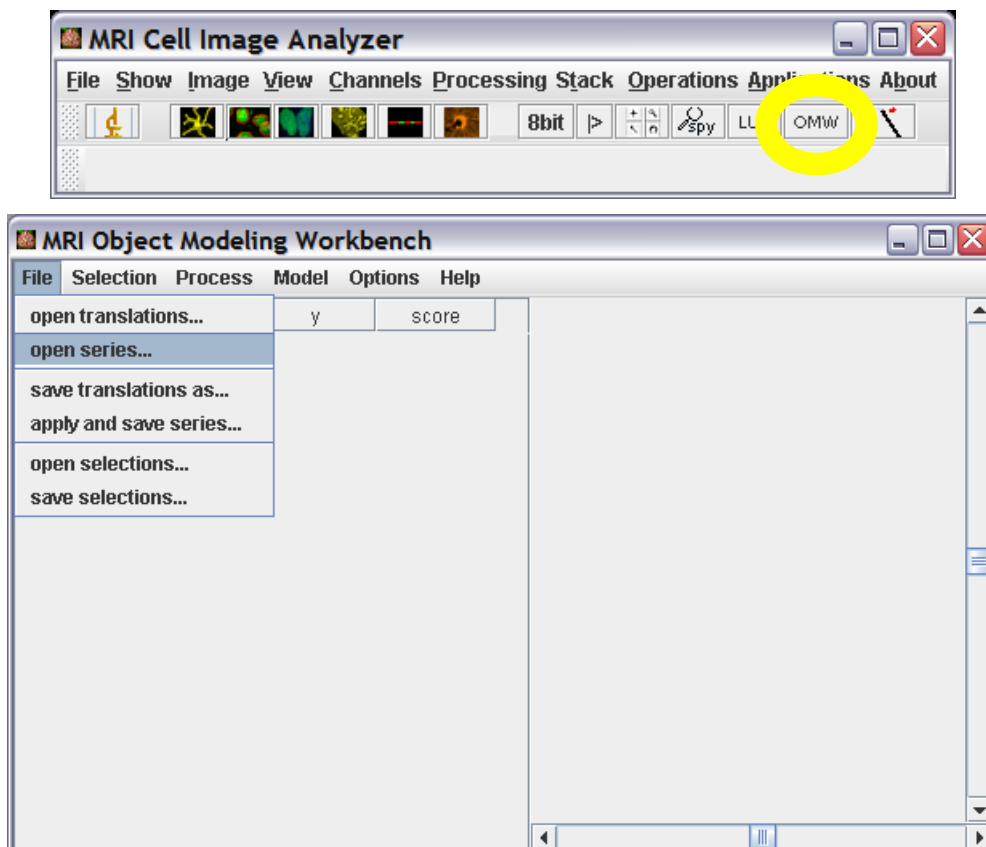 MRI Cell Image Analyzer
File Show Image View Channels Processing Stack Operations About
8bit |> spy OMW
MRI Object Modeling Workbench
File Selection Process Model Options Help
open translations... y score
open series...
save translations as...
apply and save series...
open selections...
save selections...